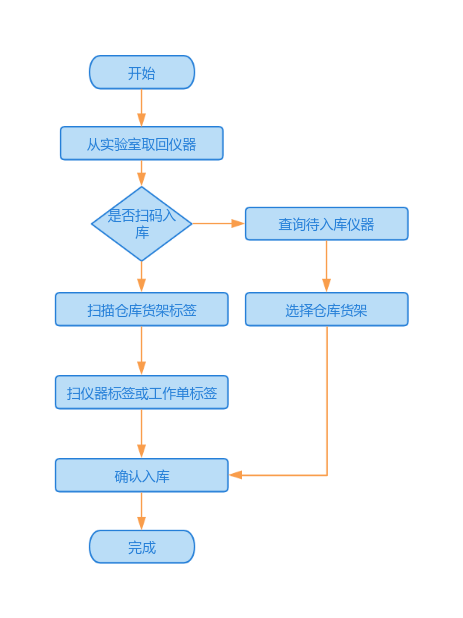 开始
从实验室取回仪器
是否扫码入
库
查询待入库仪器
扫描仓库货架标签
选择仓库货架
扫仪器标签或工作单标签
确认入库
完成